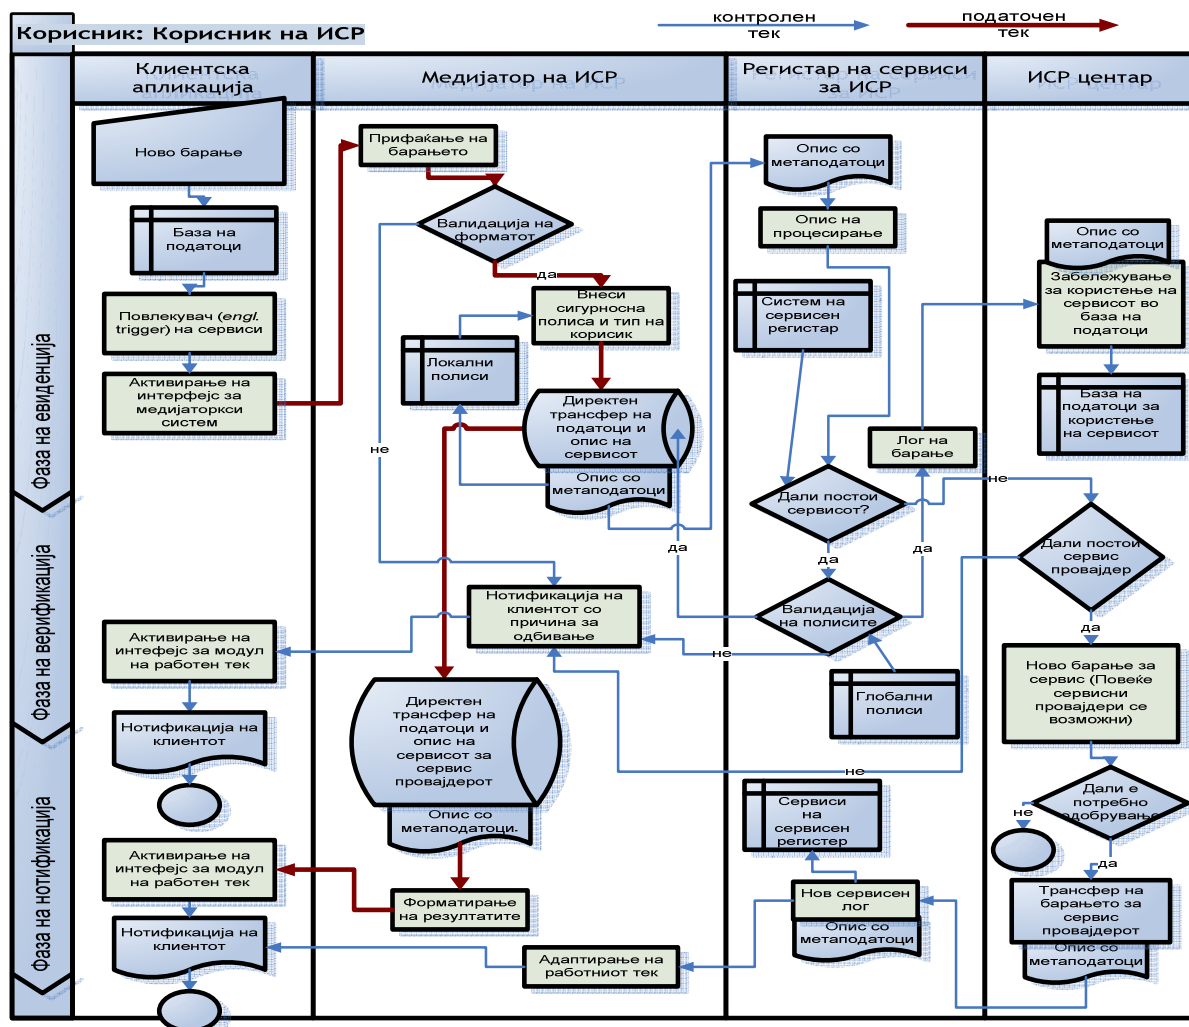 Корисник: Корисник на ИСР
контролен
тек
податочен
тек
Клиентска
апликација
Медијатор на ИСР
Регистар на сервиси
за ИСР
ИСР центар
Фаза на евиденција
Фаза на верификација
Фаза на нотификација
Ново барање
База на
податоци
Повлекувач (engl.
trigger) на сервиси
Активирање на
интерфејс за
медијаторкси
систем
Активирање на
интефејс за модул
на работен тек
Нотификација на
клиентот
Активирање на
интефејс за модул
на работен тек
Нотификација на
клиентот
Прифаќање на
барањето
Валидација на
форматот
да
не
Внеси
сигурносна
полиса и тип на
корисик
Локални
полиси
Директен
трансфер на
податоци и
опис на
сервисот
Опис со
метаподатоци
да
Нотификација на
клиентот со
причина за
одбивање
Директен
трансфер на
податоци и
опис на
сервисот за
сервис
провајдерот
Опис со
метаподатоци.
Форматирање
на резултатите
Адаптирање на
работниот тек
Опис со
метаподатоци
Опис на
процесирање
Систем на
сервисен
регистар
Лог на
барање
Дали постои
сервисот?
не
да
да
Валидација
на полисите
не
Глобални
полиси
не
Сервиси
на
сервисен
регистер
Нов сервисен
лог
Опис со
метаподатоци
Опис со
метаподатоци
Забележување
за користење на
сервисот во
база на
податоци
База на
податоци за
користење
на сервисот
Дали постои
сервис
провајдер
да
Ново барање за
сервис (Повеќе
сервисни
провајдери се
возможни)
Дали е
потребно
одобрување
не
да
Трансфер на
барањето за
сервис
провајдерот
Опис со
метаподатоци